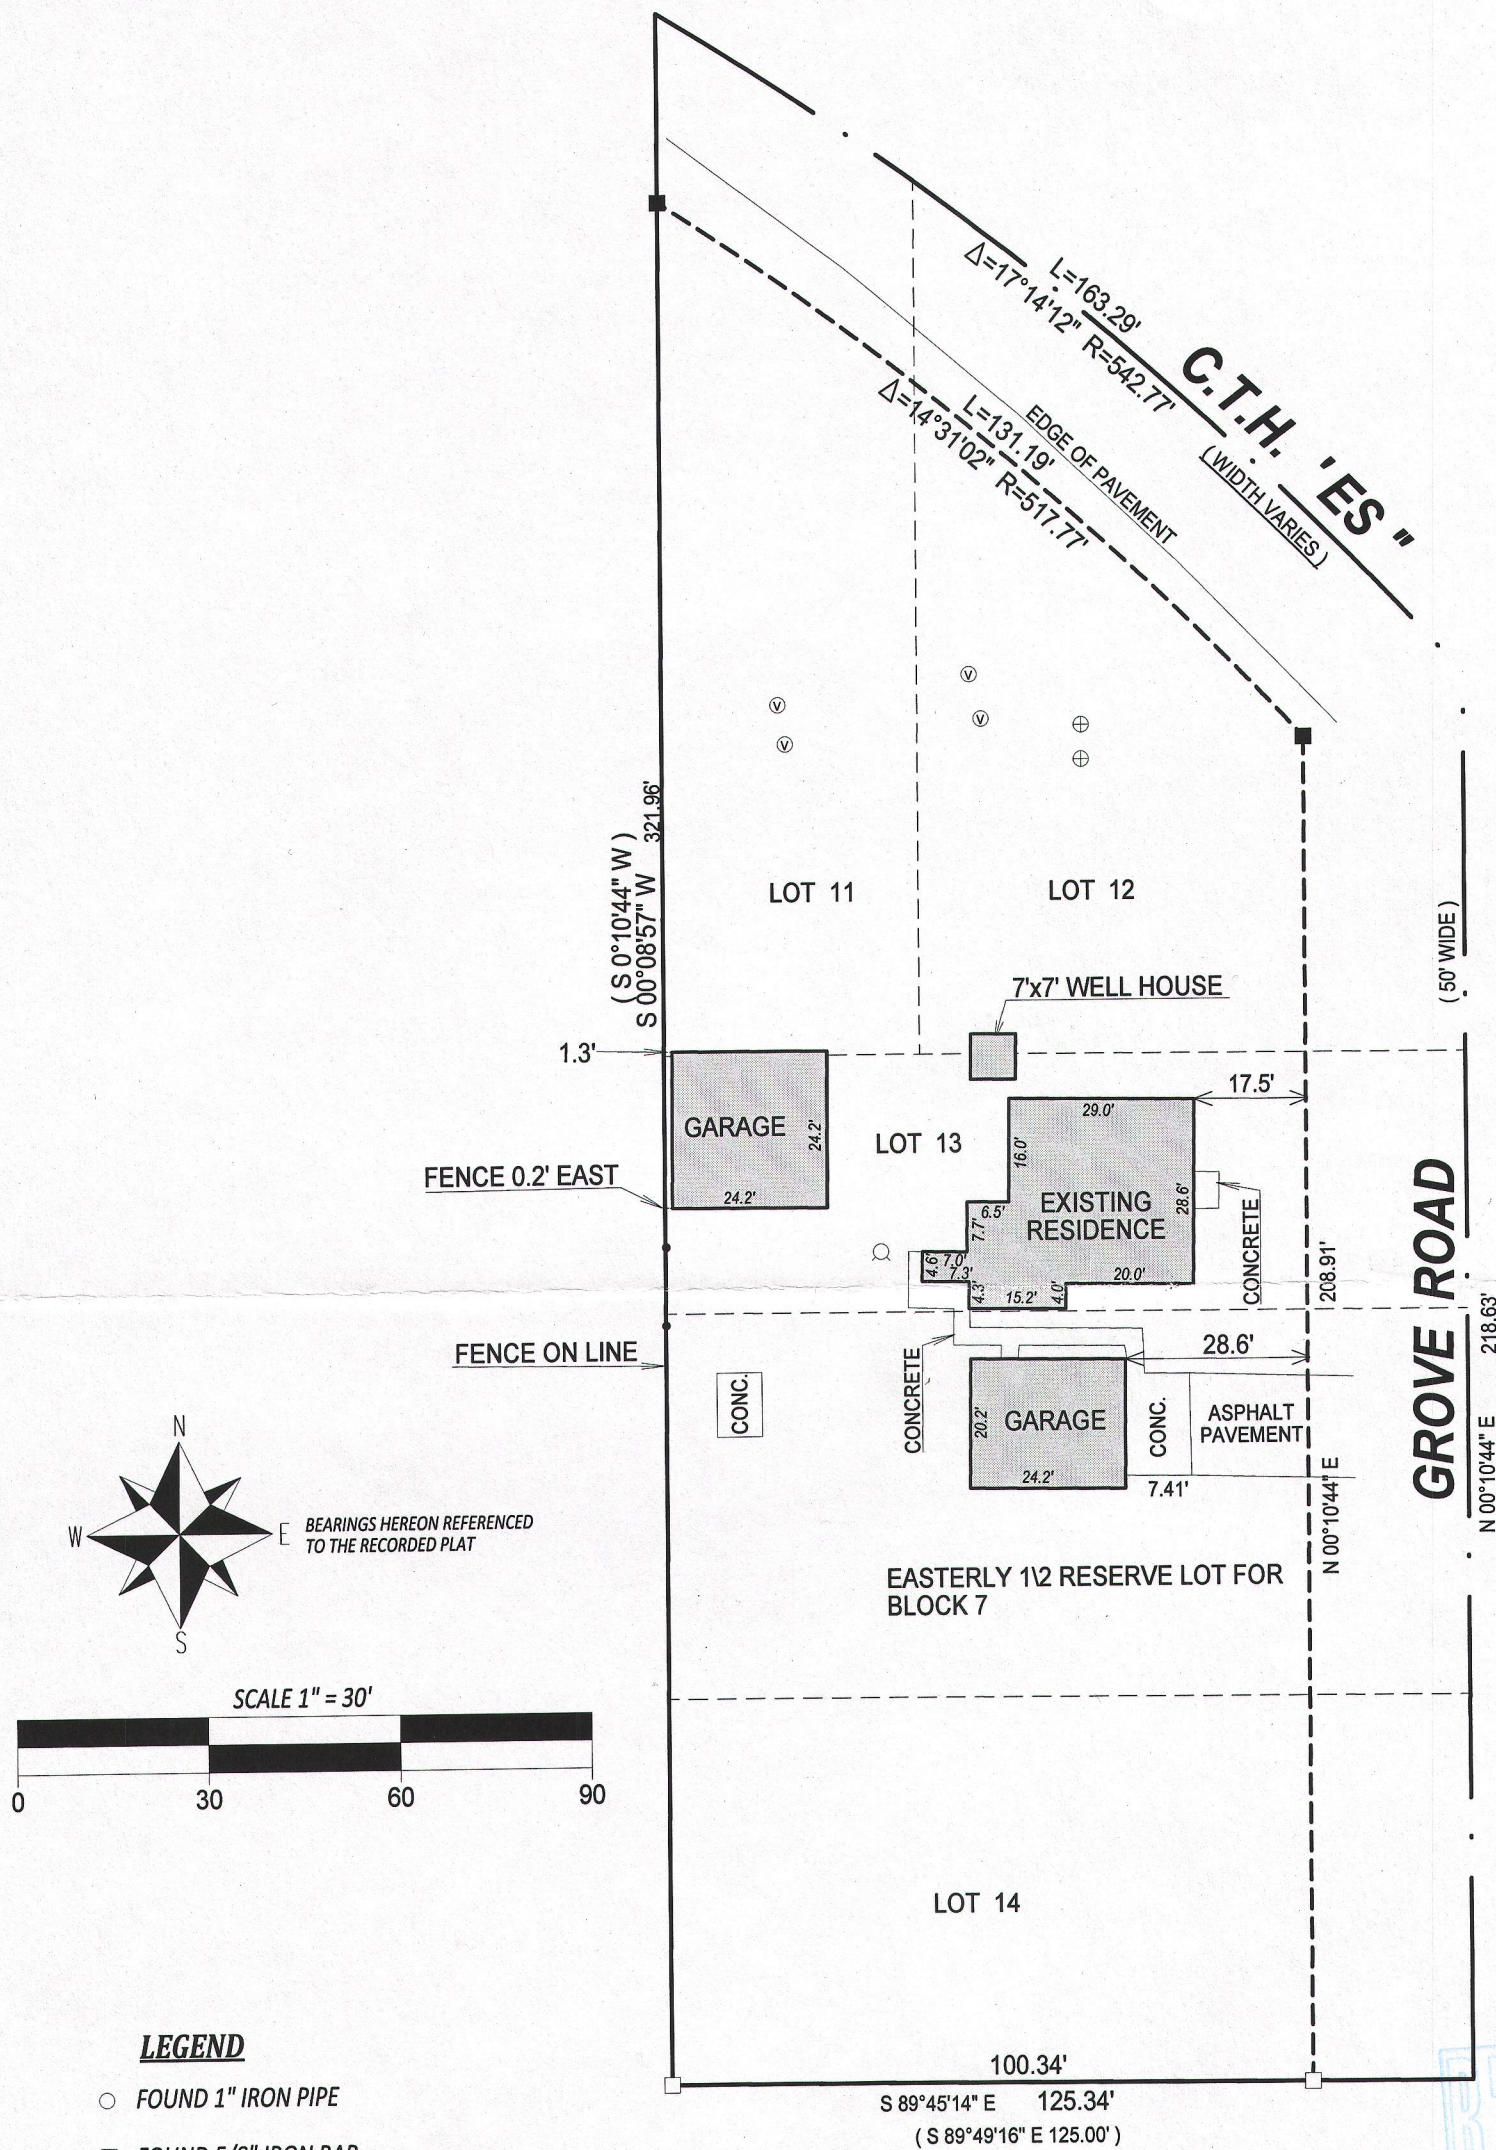 L=163.29'
Δ=17°14'12" R=542.77'
C.T.H. 'ES"
(WIDTH VARIES)
L=131.19'
Δ=14°31'02" R=517.77'
EDGE OF PAVEMENT
V
V
V
V
( S 0°10'44" W )
S 00°08'57" W 321.96'
LOT 11
LOT 12
( 50' WIDE )
7'x7' WELL HOUSE
1.3'
17.5'
29.0'
GARAGE
24.2'
24.2'
LOT 13
16.0'
FENCE 0.2' EAST
EXISTING
RESIDENCE
28.6'
6.5'
7.7'
CONCRETE
4.6'
7.0'
7.3'
4.3'
15.2'
4.0'
20.0'
208.91'
GROVE ROAD
N 00°10'44" E 218.63'
FENCE ON LINE
28.6'
CONC.
CONCRETE
20.2'
GARAGE
24.2'
CONC.
ASPHALT
PAVEMENT
7.41'
N 00°10'44" E
N
W
E
S
BEARINGS HEREON REFERENCED
TO THE RECORDED PLAT
EASTERLY 1\2 RESERVE LOT FOR
BLOCK 7
SCALE 1" = 30'
0 30 60 90
LOT 14
LEGEND
FOUND 1" IRON PIPE
100.34'
S 89°45'14" E 125.34'
( S 89°49'16" E 125.00' )